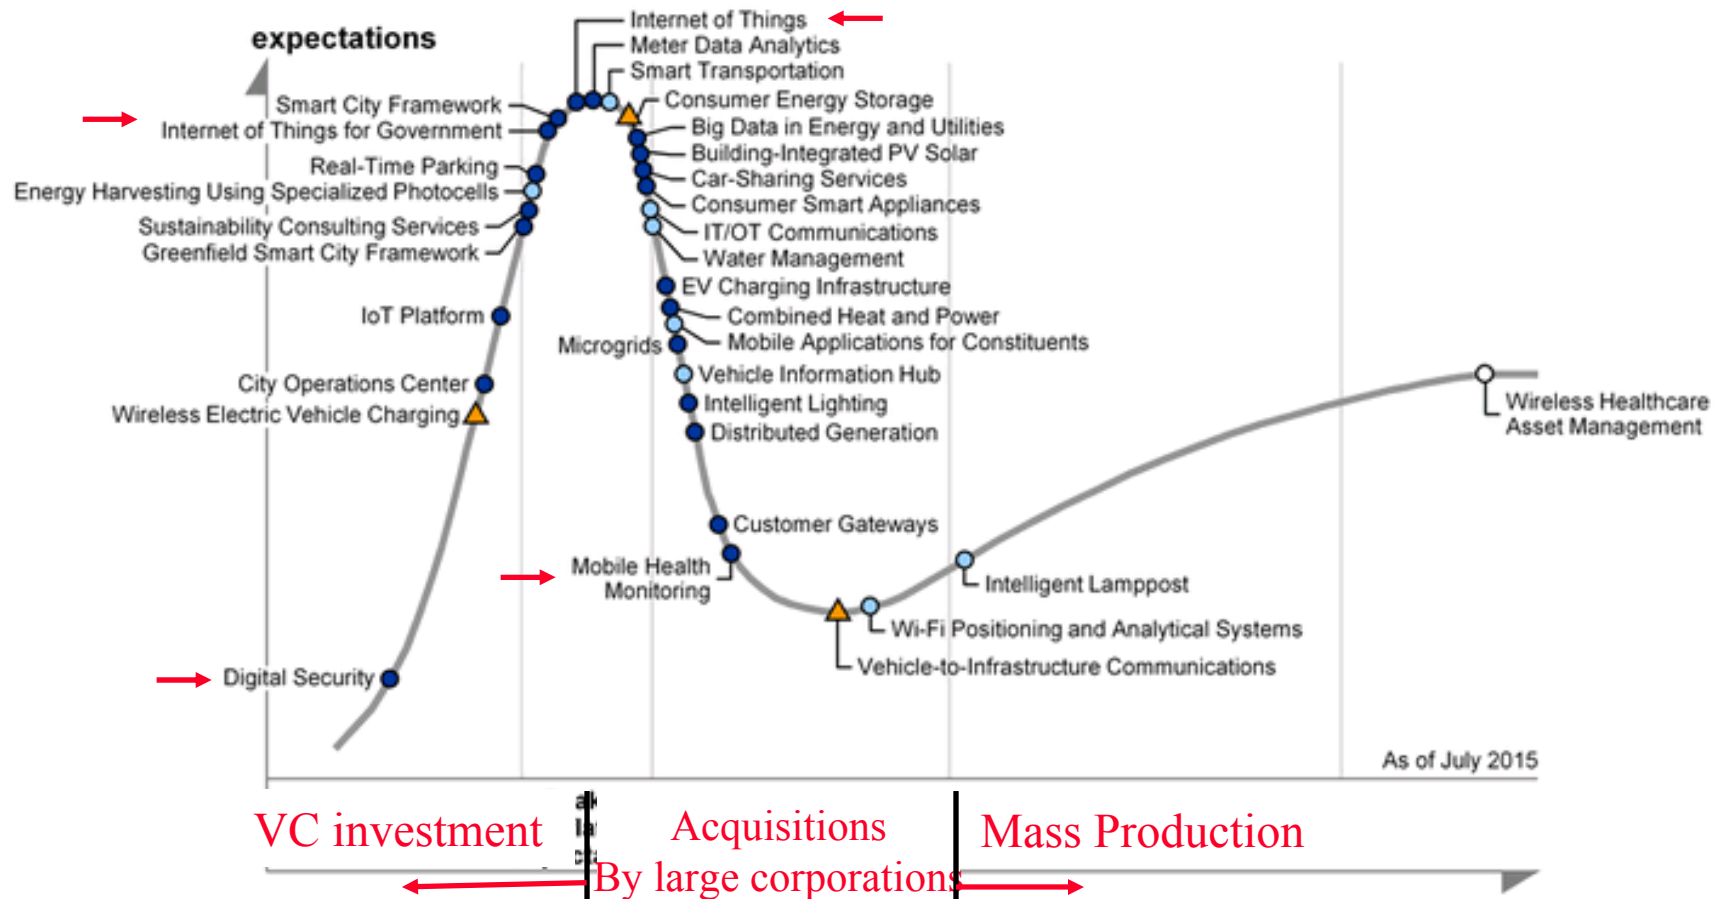 expectations
Internet of Things
Meter Data Analytics
Smart Transportation
Smart City Framework
Internet of Things for Government
Real-Time Parking
Energy Harvesting Using Specialized Photocells
Sustainability Consulting Services
Greenfield Smart City Framework
IoT Platform
City Operations Center
Wireless Electric Vehicle Charging
Digital Security
Consumer Energy Storage
Big Data in Energy and Utilities
Building-Integrated PV Solar
Car-Sharing Services
Consumer Smart Appliances
IT/OT Communications
Water Management
EV Charging Infrastructure
Combined Heat and Power
Mobile Applications for Constituents
Microgrids
Vehicle Information Hub
Intelligent Lighting
Distributed Generation
Customer Gateways
Mobile Health
Monitoring
Vehicle-to-Infrastructure Communications
Wi-Fi Positioning and Analytical Systems
Intelligent Lamppost
Wireless Healthcare
Asset Management
As of July 2015
VC investment
Acquisitions
By large corporations
Mass Production